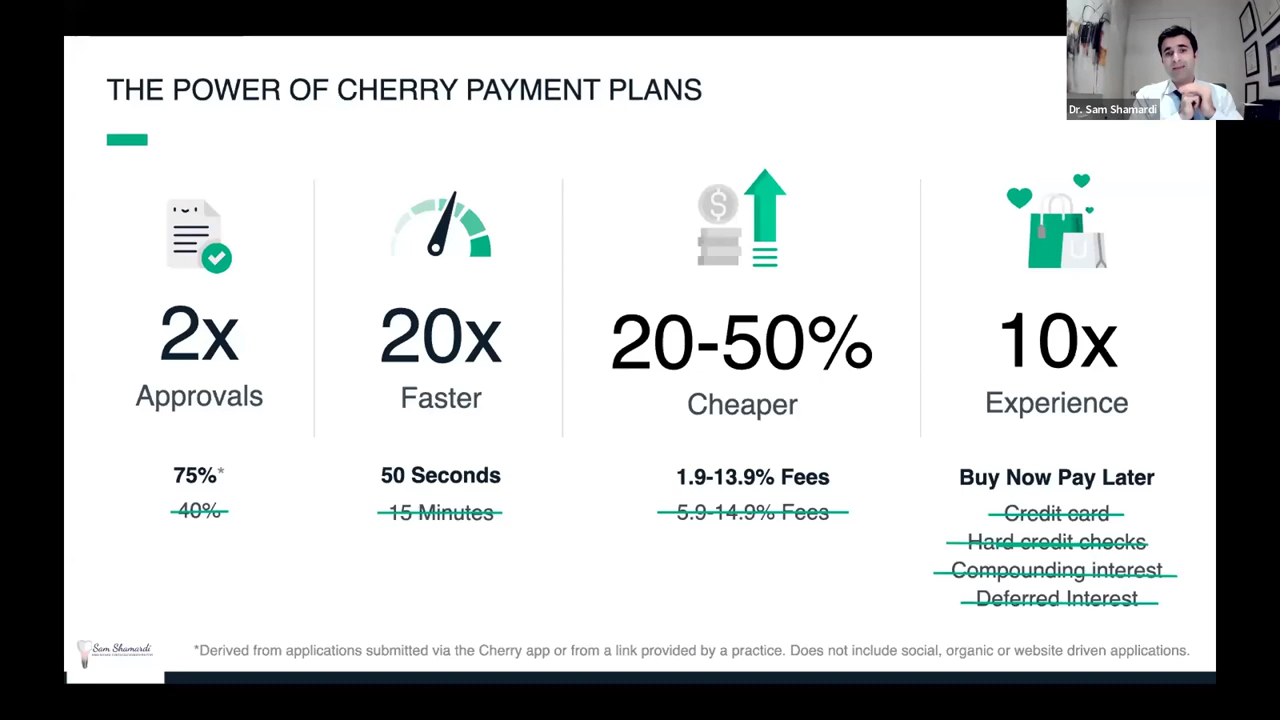 THE POWER OF CHERRY PAYMENT PLANS
Dr. Sam Shamardi
2x
Approvals
75%*
40%
20x
Faster
50 Seconds
15 Minutes
20-50%
Cheaper
1.9-13.9% Fees
5.9-14.9% Fees
10x
Experience
Buy Now Pay Later
Credit card
Hard credit checks
Compounding interest
Deferred Interest
Sam Shamardi
*Derived from applications submitted via the Cherry app or from a link provided by a practice. Does not include social, organic or website driven applications.